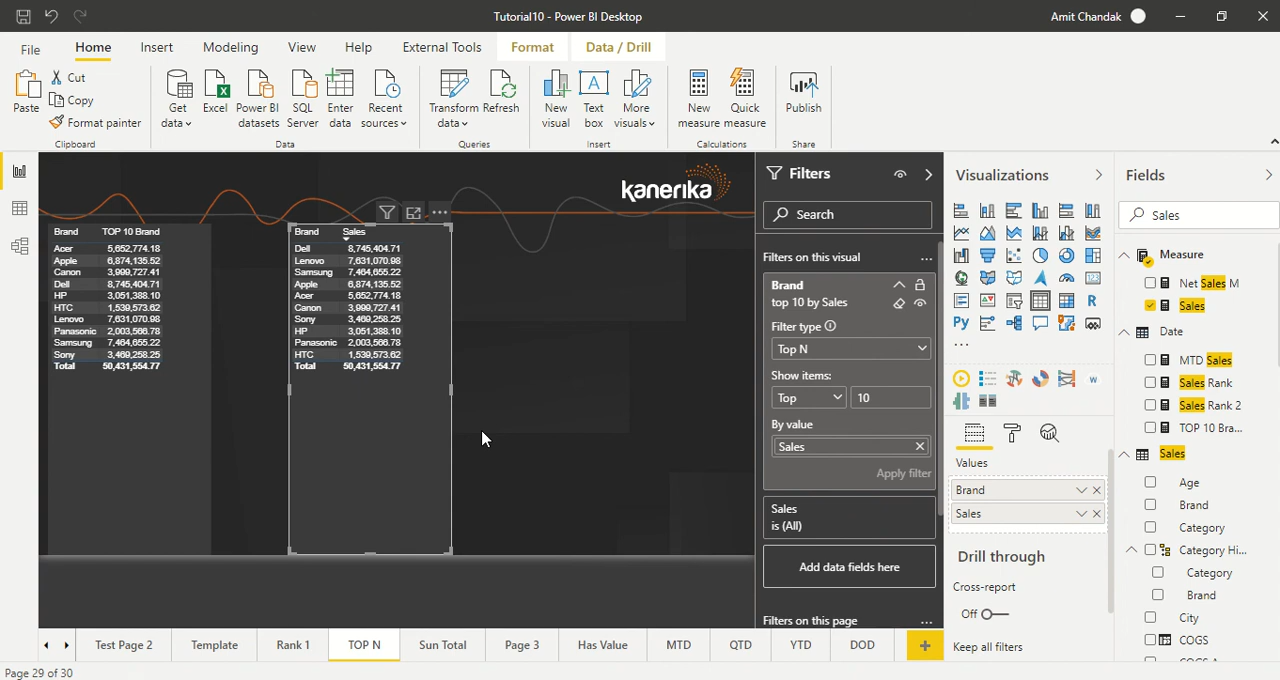 Tutorial10 - Power BI Desktop
Amit Chandak
File Home Insert Modeling View Help External Tools Format Data / Drill
Paste
Cut
Copy
Format painter
Get data
Excel
Power BI datasets
SQL Server
Enter data
Recent sources
Transform data
Refresh
New visual
Text box
More visuals
New measure
Quick measure
Publish
Clipboard Data Queries Insert Calculations Share
kanerika
Brand TOP 10 Brand
Acer 5,652,774.18
Apple 6,874,135.52
Canon 3,999,727.41
Dell 8,745,404.71
HP 3,051,388.10
HTC 1,539,573.62
Lenovo 7,631,070.98
Panasonic 2,003,566.78
Samsung 7,464,655.22
Sony 3,469,258.25
Total 50,431,554.77
Brand Sales
Dell 8,745,404.71
Lenovo 7,631,070.98
Samsung 7,464,655.22
Apple 6,874,135.52
Acer 5,652,774.18
Canon 3,999,727.41
Sony 3,469,258.25
HP 3,051,388.10
Panasonic 2,003,566.78
HTC 1,539,573.62
Total 50,431,554.77
Filters
Search
Filters on this visual
Brand
top 10 by Sales
Filter type
Top N
Show items:
Top 10
By value
Sales
Apply filter
Sales
is (All)
Add data fields here
Filters on this page
Visualizations
R
Py
Values
Brand
Sales
Drill through
Cross-report
Off
Keep all filters
Fields
Sales
Measure
Net Sales M
Sales
Date
MTD Sales
Sales Rank
Sales Rank 2
TOP 10 Bra...
Sales
Age
Brand
Category
Category Hi...
Category
Brand
City
COGS
Test Page 2 Template Rank 1 TOP N Sun Total Page 3 Has Value MTD QTD YTD DOD +
Page 29 of 30